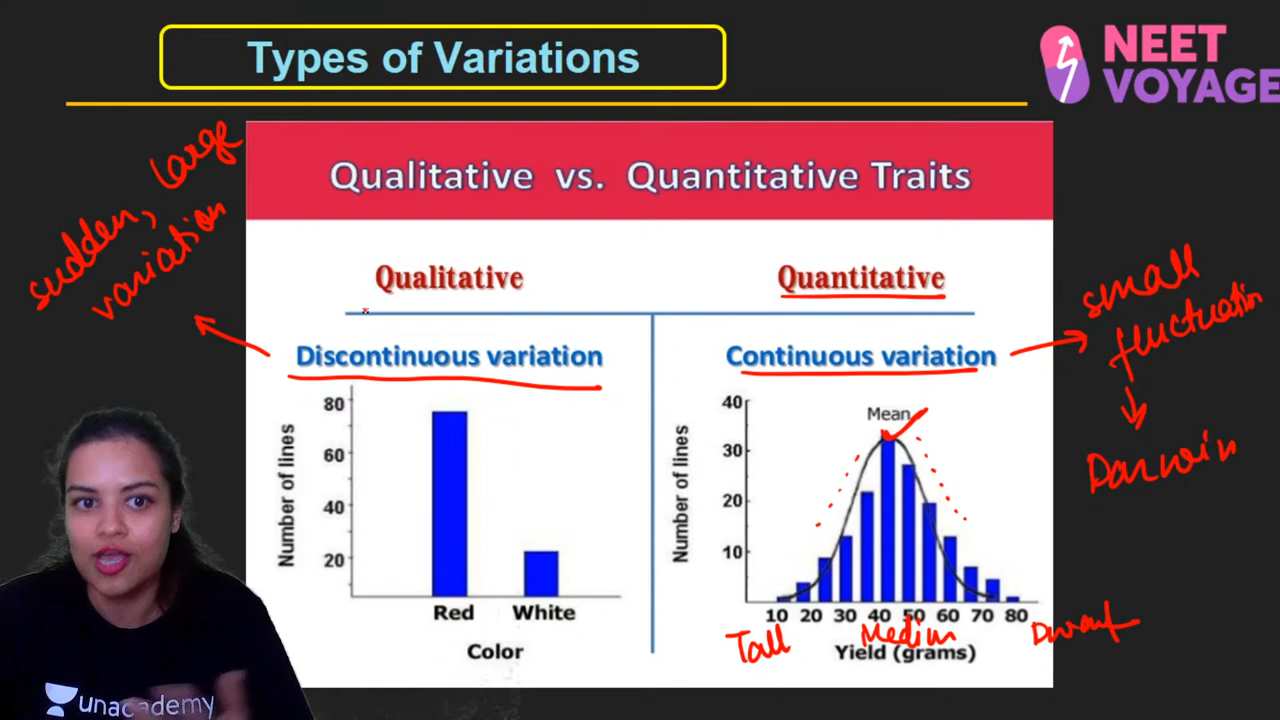 Types of Variations
NEET
VOYAGE
Qualitative vs. Quantitative Traits
sudden, large
variation
Qualitative
Quantitative
Discontinuous variation
Continuous variation
small
fluctuation
Darwin
Number of lines
80
60
40
20
Red White
Color
Number of lines
40
30
20
10
Mean
10 20 30 40 50 60 70 80
Tall Medium Dwarf
Yield (grams)
unacademy